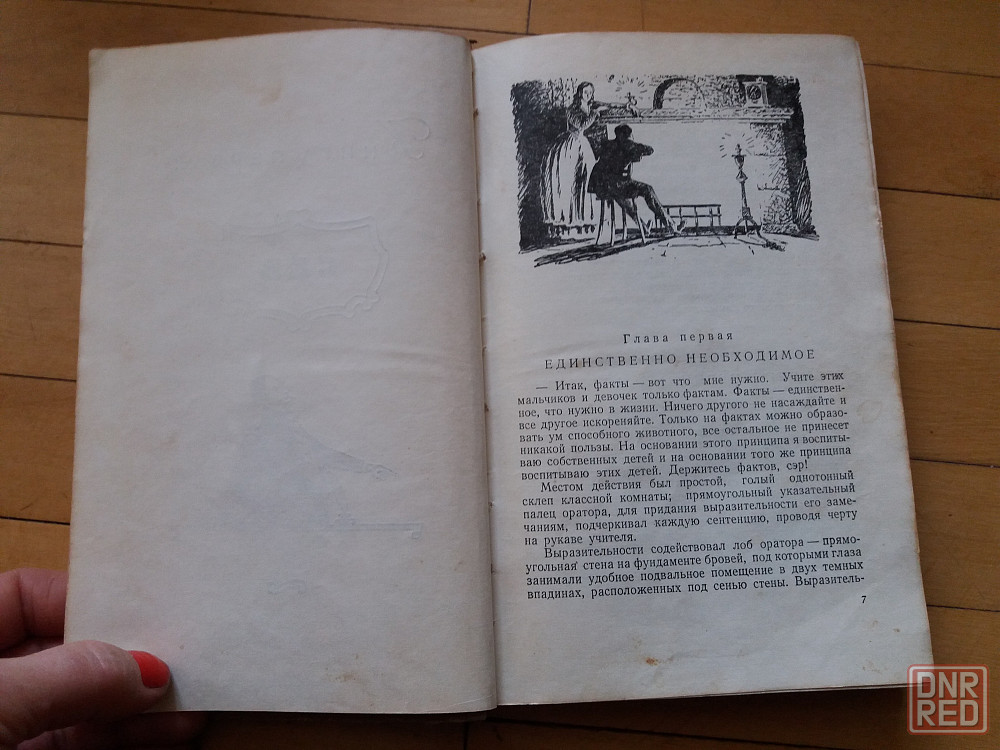 Глава первая
ЕДИНСТВЕННО НЕОБХОДИМОЕ
— Итак, факты — вот что мне нужно. Учите этих
мальчиков и девочек только фактам. Факты — единствен-
ное, что нужно в жизни. Ничего другого не насаждайте и
все другое искореняйте. Только на фактах можно образо-
вать ум способного животного, все остальное не принесет
никакой пользы. На основании этого принципа я воспиты-
ваю собственных детей и на основании того же принципа
воспитываю этих детей. Держитесь фактов, сэр!
Местом действия был простой, голый однотонный
склеп классной комнаты; прямоугольный указательный
палец оратора, для придания выразительности его заме-
чаниям, подчеркивал каждую сентенцию, проводя черту
на рукаве учителя.
Выразительности содействовал лоб оратора — прямо-
угольная стена на фундаменте бровей, под которыми глаза
занимали удобное подвальное помещение в двух темных
впадинах, расположенных под сенью стены. Выразитель-
7
DNR
RED